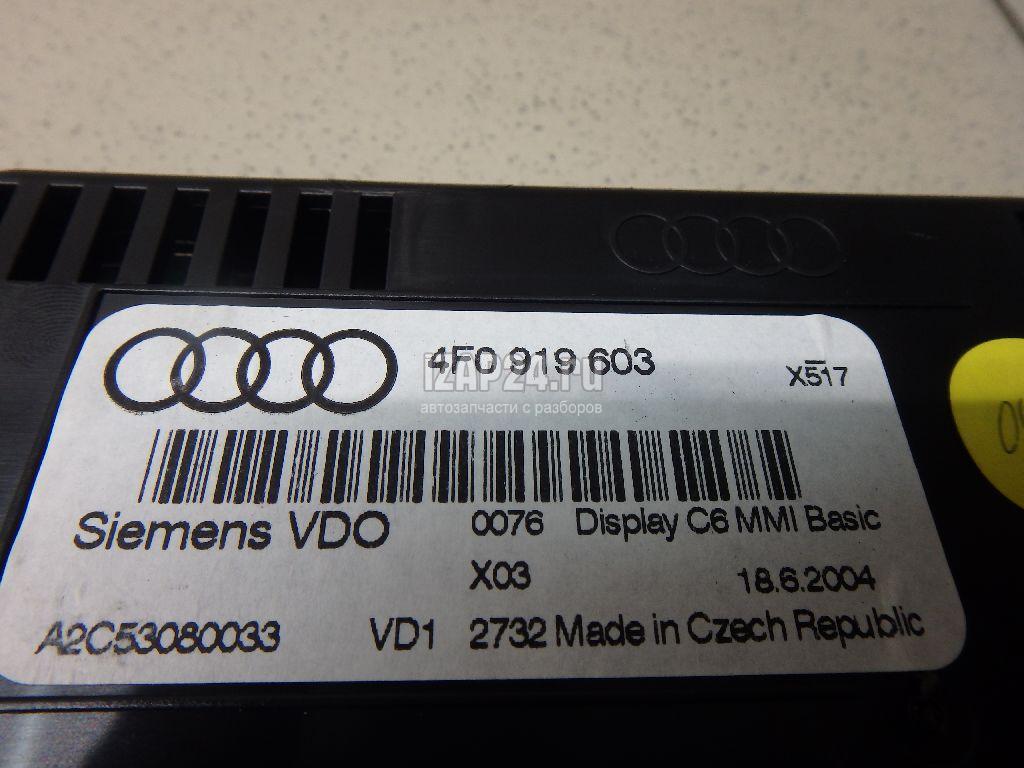 4F0 919 603
X517
IZAP24.ru
автозапчасти с разборов
Siemens VDO
0076 Display C6 MMI Basic
X03
18.6.2004
A2C53080033 VD1 2732 Made in Czech Republic